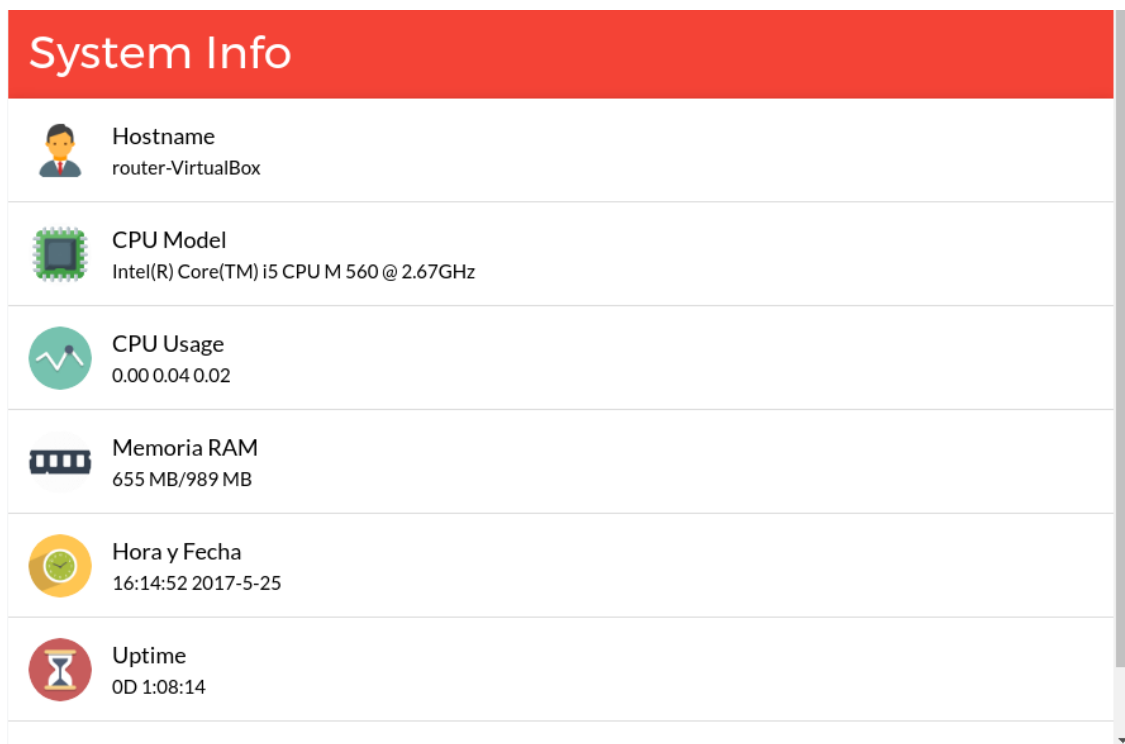 System Info
Hostname
router-VirtualBox
CPU Model
Intel(R) Core(TM) i5 CPU M 560 @ 2.67GHz
CPU Usage
0.00 0.04 0.02
Memoria RAM
655 MB/989 MB
Hora y Fecha
16:14:52 2017-5-25
Uptime
0D 1:08:14